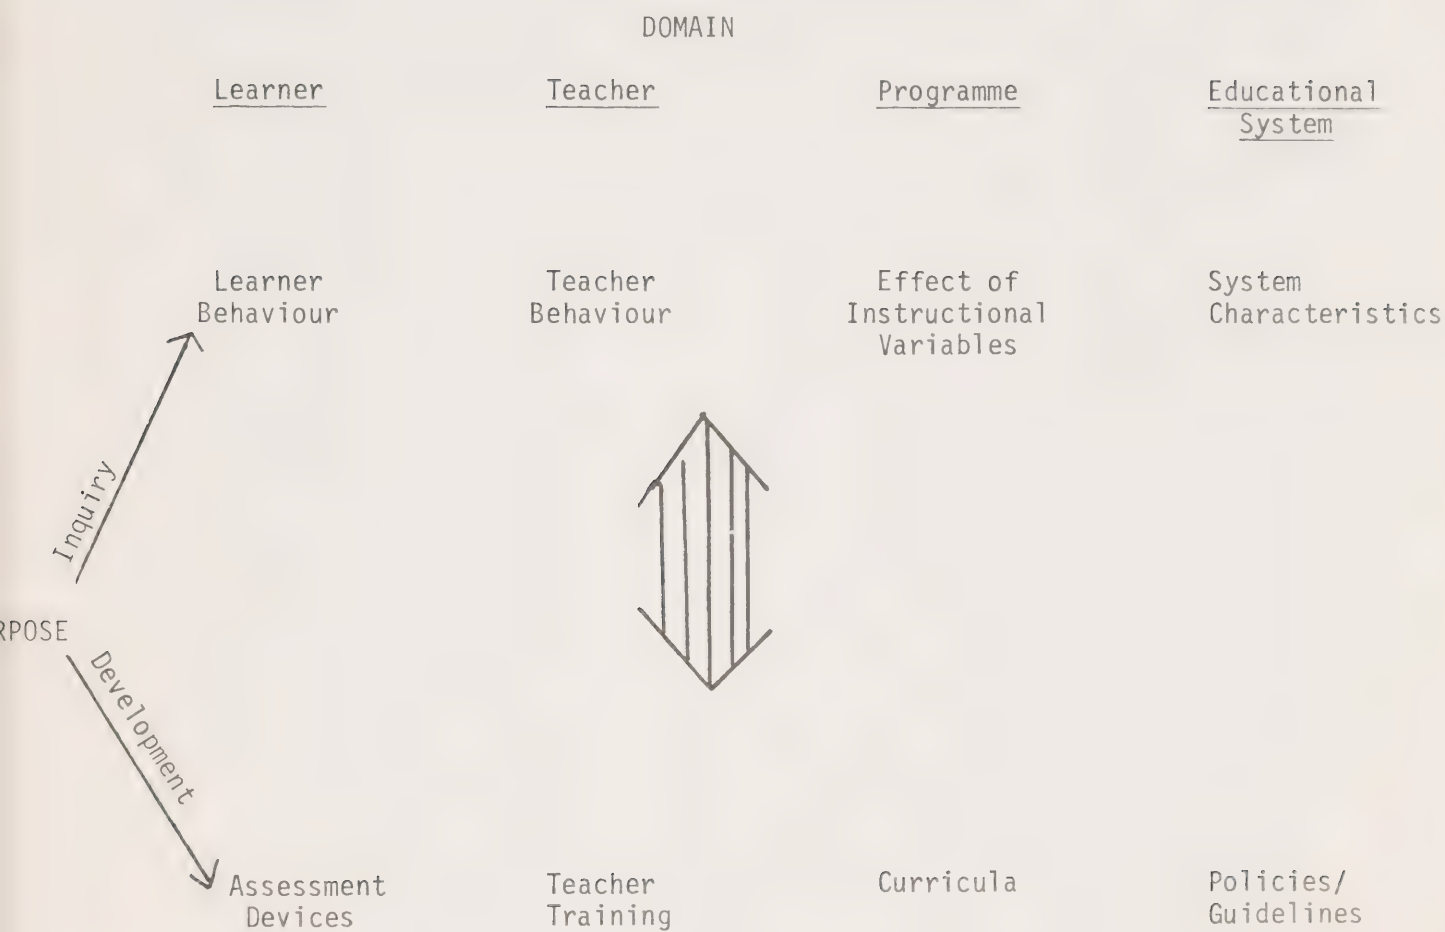 DOMAIN
Learner
Teacher
Programme
Educational
System
Learner
Behaviour
Teacher
Behaviour
Effect of
Instructional
Variables
System
Characteristics
Inquiry
RPOSE
Development
Assessment
Devices
Teacher
Training
Curricula
Policies/
Guidelines